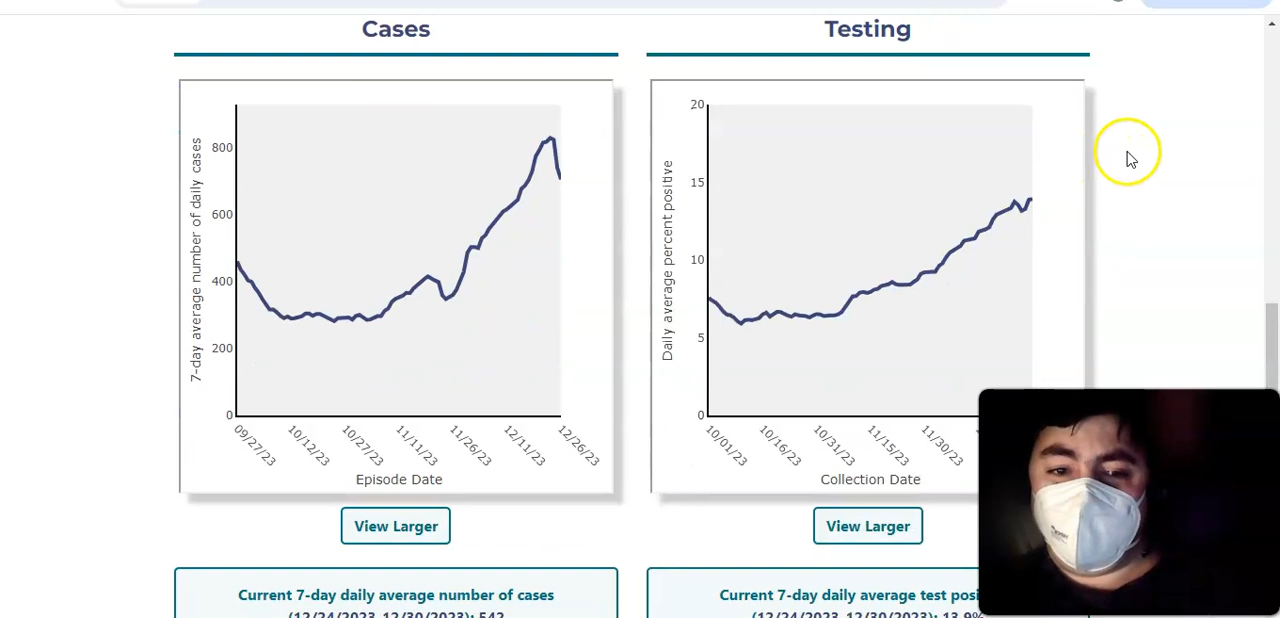 Cases
Testing
7-day average number of daily cases
800
600
400
200
0
09/27/23
10/12/23
10/27/23
11/11/23
11/26/23
12/11/23
12/26/23
Episode Date
View Larger
Current 7-day daily average number of cases
(12/24/2023-12/30/2023): 542
Daily average percent positive
20
15
10
5
0
10/01/23
10/16/23
10/31/23
11/15/23
11/30/23
Collection Date
View Larger
Current 7-day daily average test posi
(12/24/2023-12/30/2023): 13.9%